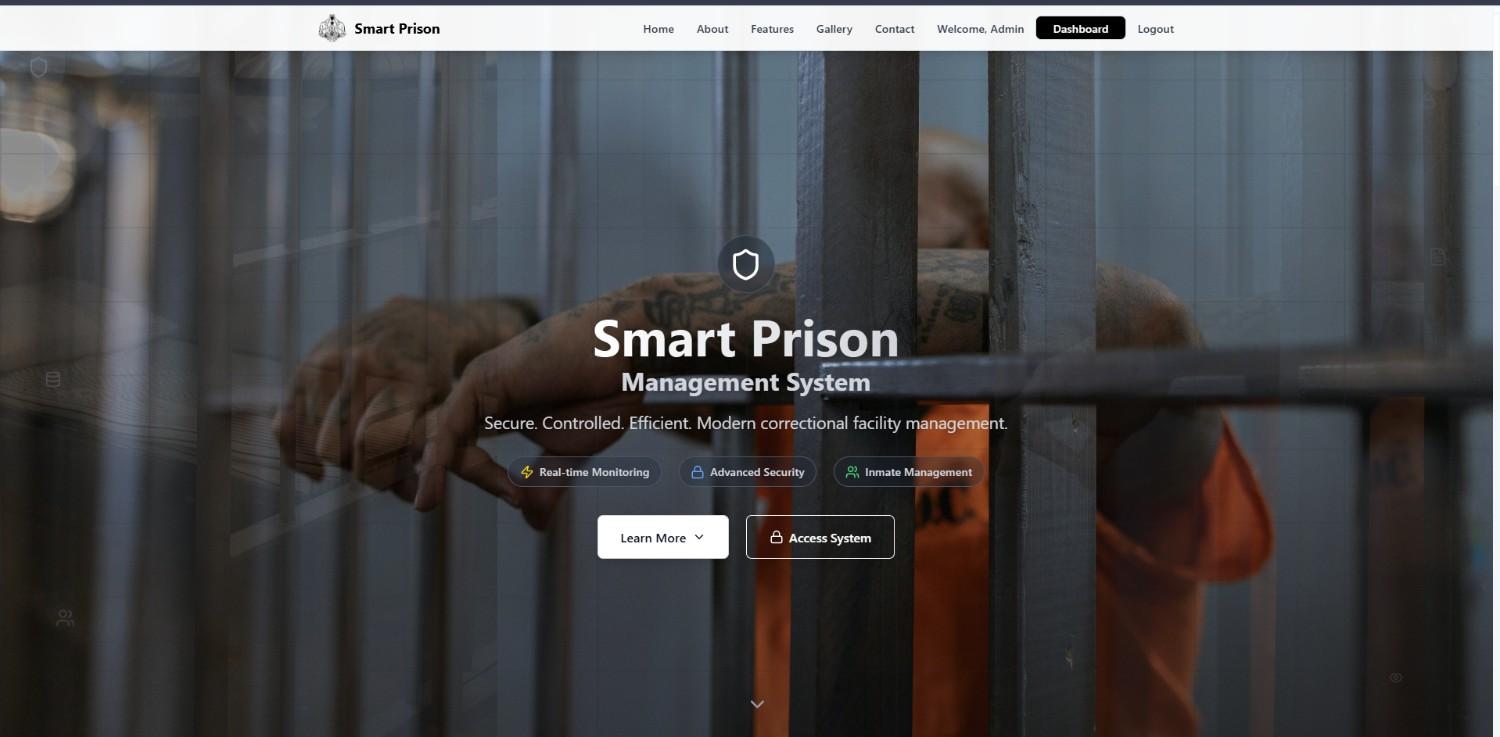 Smart Prison
Home About Features Gallery Contact Welcome, Admin Dashboard Logout
Smart Prison
Management System
Secure. Controlled. Efficient. Modern correctional facility management.
Real-time Monitoring Advanced Security Inmate Management
Learn More Access System